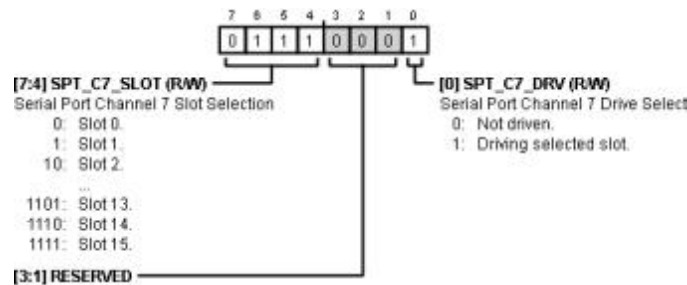 7 6 5 4 3 2 1 0
0 1 1 1 0 0 0 1
[7:4] SPT_C7_SLOT (R/W)
Serial Port Channel 7 Slot Selection
0: Slot 0.
1: Slot 1.
10: Slot 2.
...
1101: Slot 13.
1110: Slot 14.
1111: Slot 15.
[3:1] RESERVED
[0] SPT_C7_DRV (R/W)
Serial Port Channel 7 Drive Select
0: Not driven.
1: Driving selected slot.